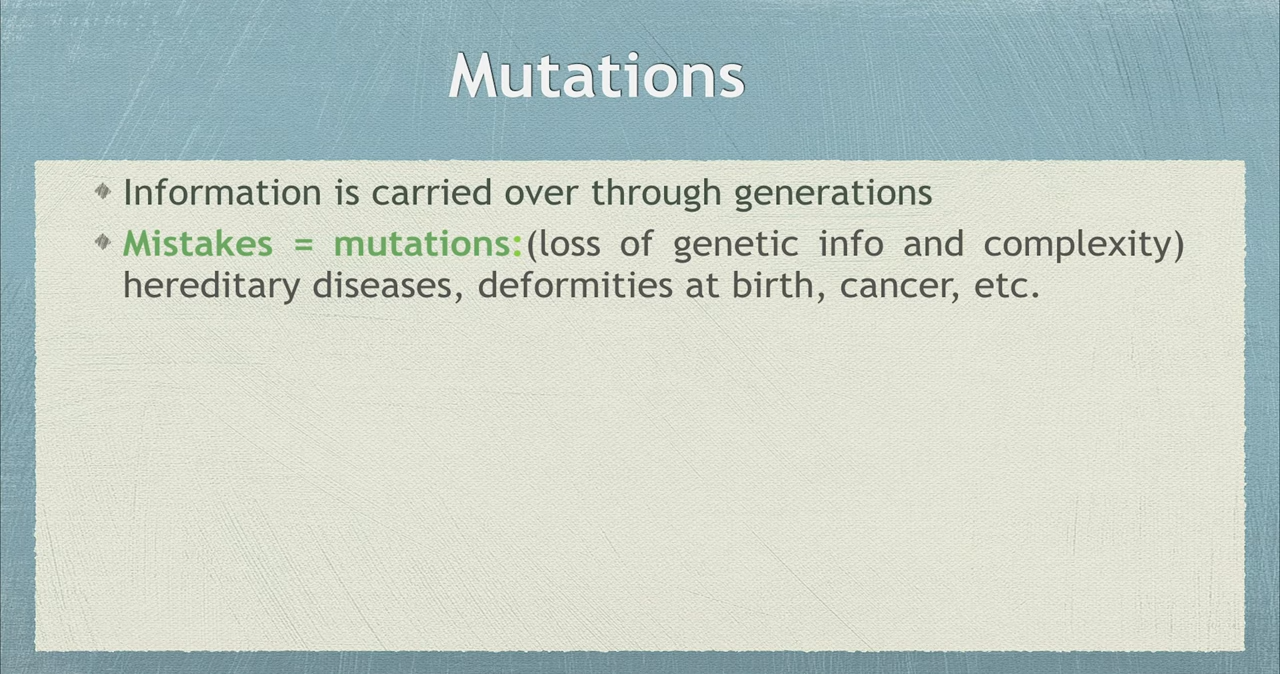 Mutations
Information is carried over through generations
Mistakes = mutations:(loss of genetic info and complexity)
hereditary diseases, deformities at birth, cancer, etc.